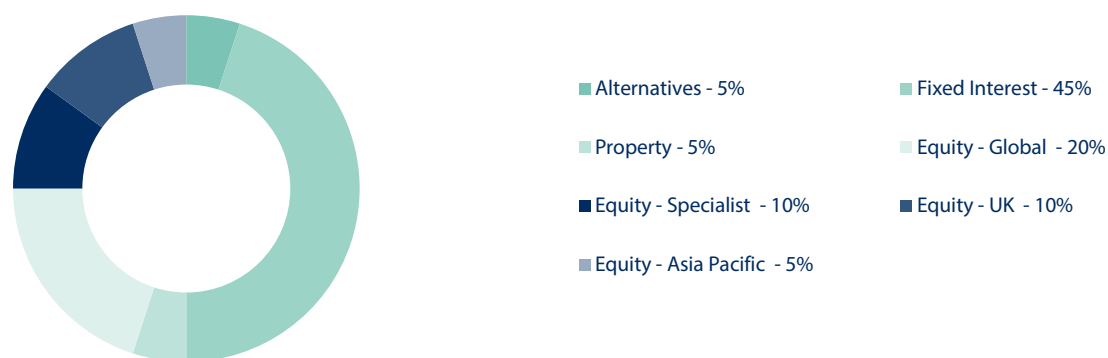 Alternatives - 5%
Fixed Interest - 45%
Property - 5%
Equity - Global - 20%
Equity - Specialist - 10%
Equity - UK - 10%
Equity - Asia Pacific - 5%